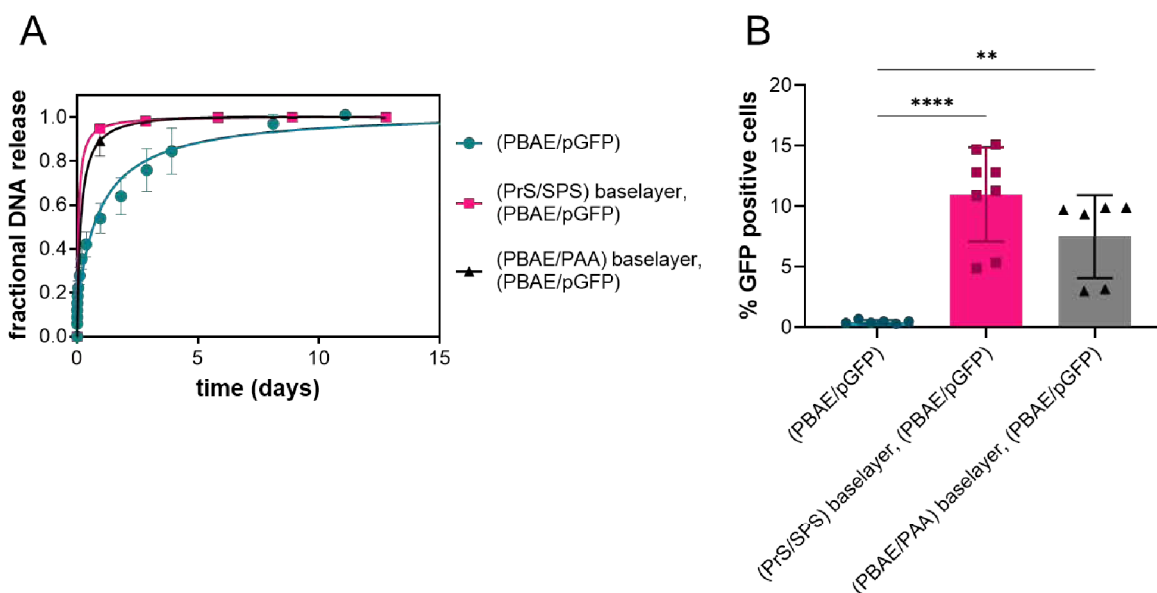 A
fractional DNA release
1.0
0.8
0.6
0.4
0.2
0.0
0
5
10
15
time (days)
(PBAE/pGFP)
(PrS/SPS) baselayer,
(PBAE/pGFP)
(PBAE/PAA) baselayer,
(PBAE/pGFP)
B
% GFP positive cells
20
15
10
5
0
**
****
(PBAE/pGFP)
(PrS/SPS) baselayer, (PBAE/pGFP)
(PBAE/PAA) baselayer, (PBAE/pGFP)